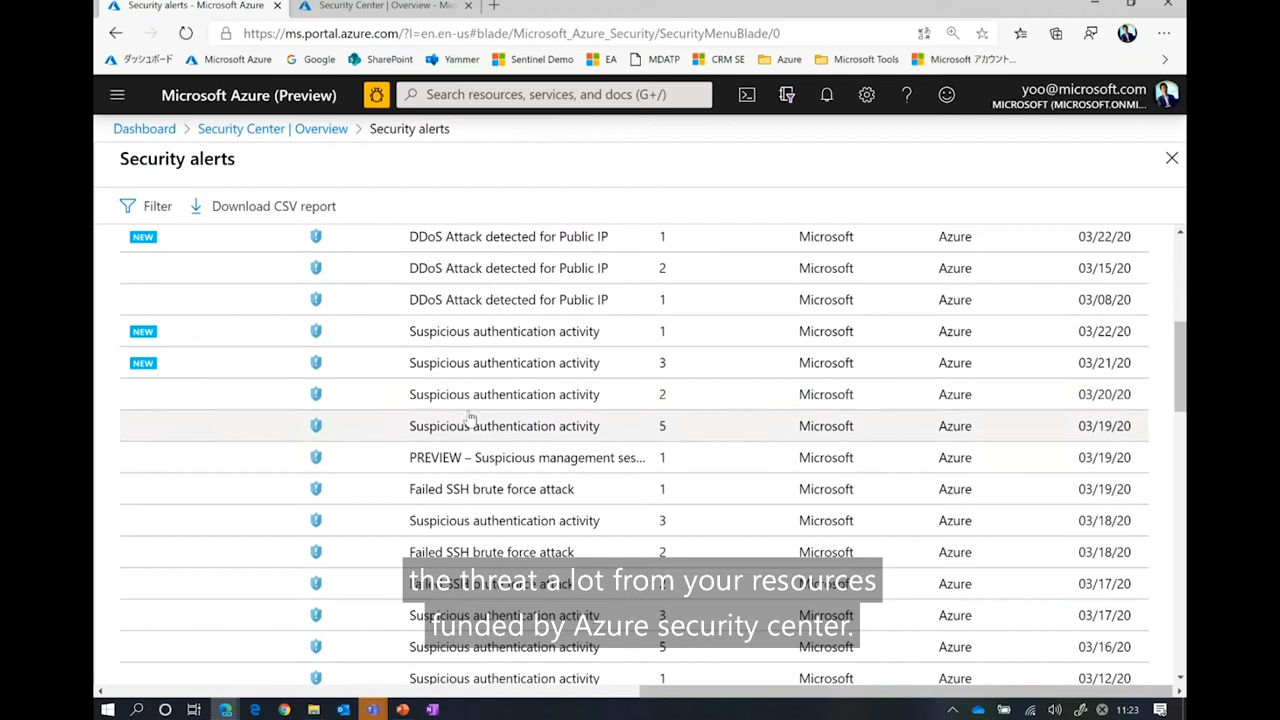 Security alerts - Microsoft Azure
Security Center | Overview - Mic
https://ms.portal.azure.com/?l=en.en-us#blade/Microsoft_Azure_Security/SecurityMenuBlade/0
ダッシュボード Microsoft Azure Google SharePoint Yammer Sentinel Demo EA MDATP CRM SE Azure Microsoft Tools Microsoft アカウント...
Microsoft Azure (Preview)
Search resources, services, and docs (G+/)
yoo@microsoft.com
MICROSOFT (MICROSOFT.ONMI...
Dashboard > Security Center | Overview > Security alerts
Security alerts
Filter Download CSV report
NEW DDoS Attack detected for Public IP 1 Microsoft Azure 03/22/20
DDoS Attack detected for Public IP 2 Microsoft Azure 03/15/20
DDoS Attack detected for Public IP 1 Microsoft Azure 03/08/20
NEW Suspicious authentication activity 1 Microsoft Azure 03/22/20
NEW Suspicious authentication activity 3 Microsoft Azure 03/21/20
Suspicious authentication activity 2 Microsoft Azure 03/20/20
Suspicious authentication activity 5 Microsoft Azure 03/19/20
PREVIEW – Suspicious management ses... 1 Microsoft Azure 03/19/20
Failed SSH brute force attack 1 Microsoft Azure 03/19/20
Suspicious authentication activity 3 Microsoft Azure 03/18/20
Failed SSH brute force attack 2 Microsoft Azure 03/18/20
Microsoft Azure 03/17/20
the threat a lot from your resources
Suspicious authentication activity 3 Microsoft Azure 03/17/20
funded by Azure security center.
Suspicious authentication activity 5 Microsoft Azure 03/16/20
Suspicious authentication activity 1 Microsoft Azure 03/12/20
11:23